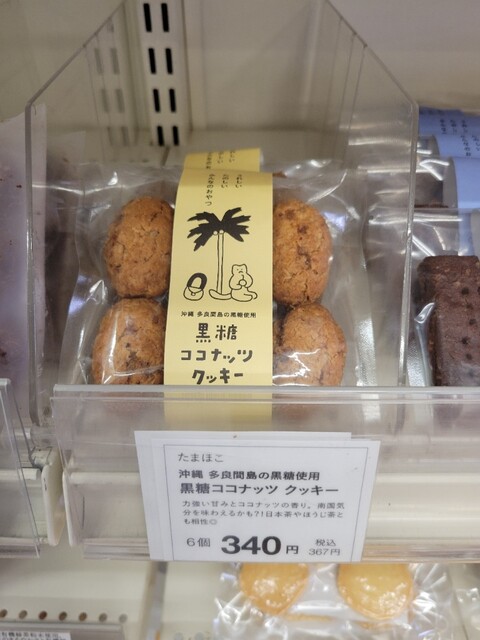 沖縄 多良間島の黒糖使用
黒糖
ココナッツ
クッキー
たまほこ
沖縄 多良間島の黒糖使用
黒糖ココナッツ クッキー
力強い甘みとココナッツの香り。南国気
分を味わえるかも?!日本茶やほうじ茶と
も相性◎
6個 340円 税込
367円